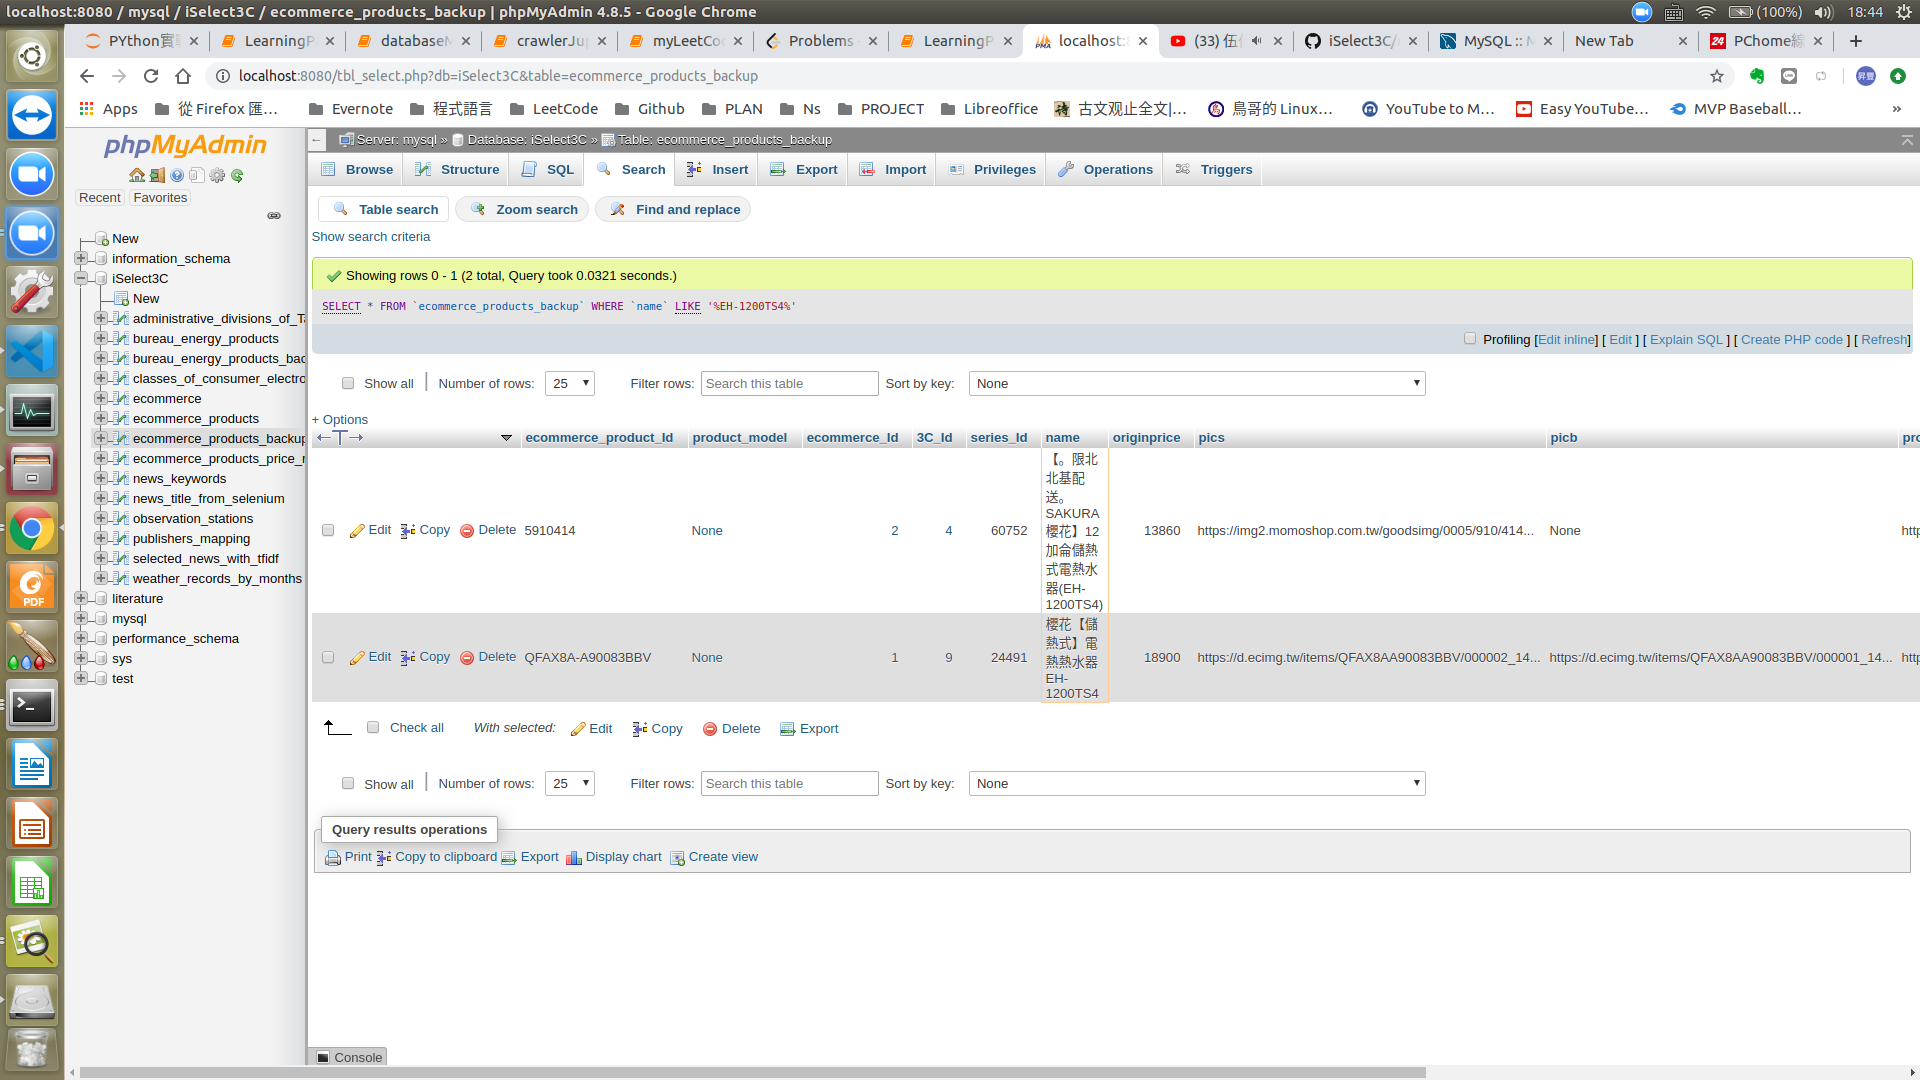 localhost:8080 / mysql / iSelect3C / ecommerce_products_backup | phpMyAdmin 4.8.5 - Google Chrome
(100%) 18:44
PYthon實
LearningP
databaseM
crawlerJu
myLeetCo
Problems
LearningP
localhost:
(33) 伍
iSelect3C/
MySQL :: M
New Tab
PChome線
localhost:8080/tbl_select.php?db=iSelect3C&table=ecommerce_products_backup
Apps 從 Firefox 匯… Evernote 程式語言 LeetCode Github PLAN Ns PROJECT Libreoffice 古文观止全文|… 鳥哥的 Linux… YouTube to M… Easy YouTube… MVP Baseball… »
phpMyAdmin
Recent Favorites
New
information_schema
iSelect3C
New
administrative_divisions_of_T
bureau_energy_products
bureau_energy_products_bac
classes_of_consumer_electro
ecommerce
ecommerce_products
ecommerce_products_backup
ecommerce_products_price_r
news_keywords
news_title_from_selenium
observation_stations
publishers_mapping
selected_news_with_tfidf
weather_records_by_months
literature
mysql
performance_schema
sys
test
Server: mysql » Database: iSelect3C » Table: ecommerce_products_backup
Browse Structure SQL Search Insert Export Import Privileges Operations Triggers
Table search Zoom search Find and replace
Show search criteria
Showing rows 0 - 1 (2 total, Query took 0.0321 seconds.)
SELECT * FROM `ecommerce_products_backup` WHERE `name` LIKE '%EH-1200TS4%'
Profiling [Edit inline] [ Edit ] [ Explain SQL ] [ Create PHP code ] [ Refresh]
Show all Number of rows: 25 Filter rows: Search this table Sort by key: None
+ Options
ecommerce_product_Id product_model ecommerce_Id 3C_Id series_Id name originprice pics picb pro
Edit Copy Delete 5910414 None 2 4 60752
【。限北
北基配
送。
SAKURA
櫻花】12
加侖儲熱
式電熱水
器(EH-
1200TS4)
13860 https://img2.momoshop.com.tw/goodsimg/0005/910/414... None http
Edit Copy Delete QFAX8A-A90083BBV None 1 9 24491
櫻花【儲
熱式】電
熱熱水器
EH-
1200TS4
18900 https://d.ecimg.tw/items/QFAX8AA90083BBV/000002_14... https://d.ecimg.tw/items/QFAX8AA90083BBV/000001_14... http
Check all With selected: Edit Copy Delete Export
Show all Number of rows: 25 Filter rows: Search this table Sort by key: None
Query results operations
Print Copy to clipboard Export Display chart Create view
Console
PDF